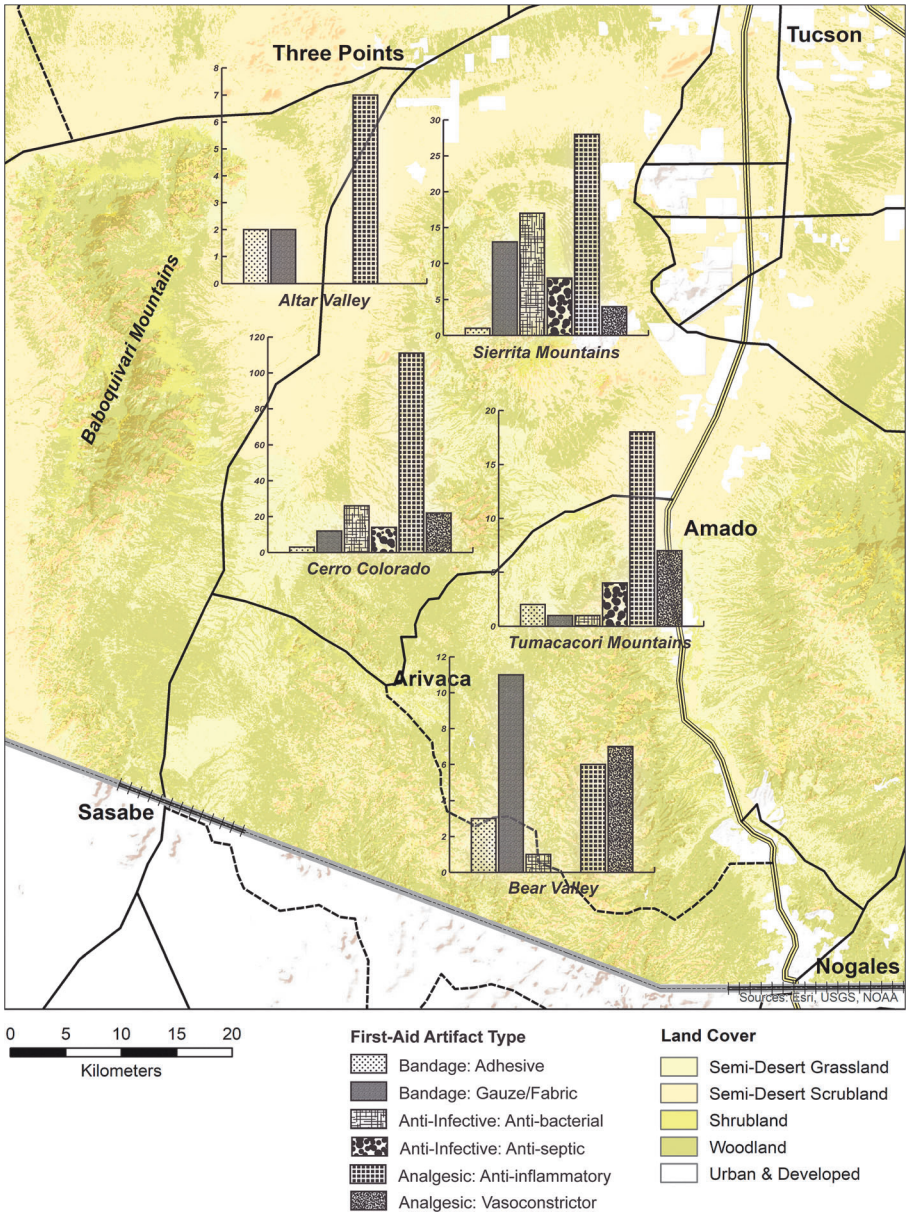 Three Points
Tucson
8
7
6
5
4
3
2
1
0
Altar Valley
30
25
20
15
10
5
0
Sierrita Mountains
Baboquivari Mountains
120
100
80
60
40
20
0
Cerro Colorado
20
15
10
5
0
Tumacacori Mountains
Amado
Arivaca
12
10
8
6
4
2
0
Bear Valley
Sasabe
Nogales
Sources: Esri, USGS, NOAA
0 5 10 15 20
Kilometers
First-Aid Artifact Type
Bandage: Adhesive
Bandage: Gauze/Fabric
Anti-Infective: Anti-bacterial
Anti-Infective: Anti-septic
Analgesic: Anti-inflammatory
Analgesic: Vasoconstrictor
Land Cover
Semi-Desert Grassland
Semi-Desert Scrubland
Shrubland
Woodland
Urban & Developed